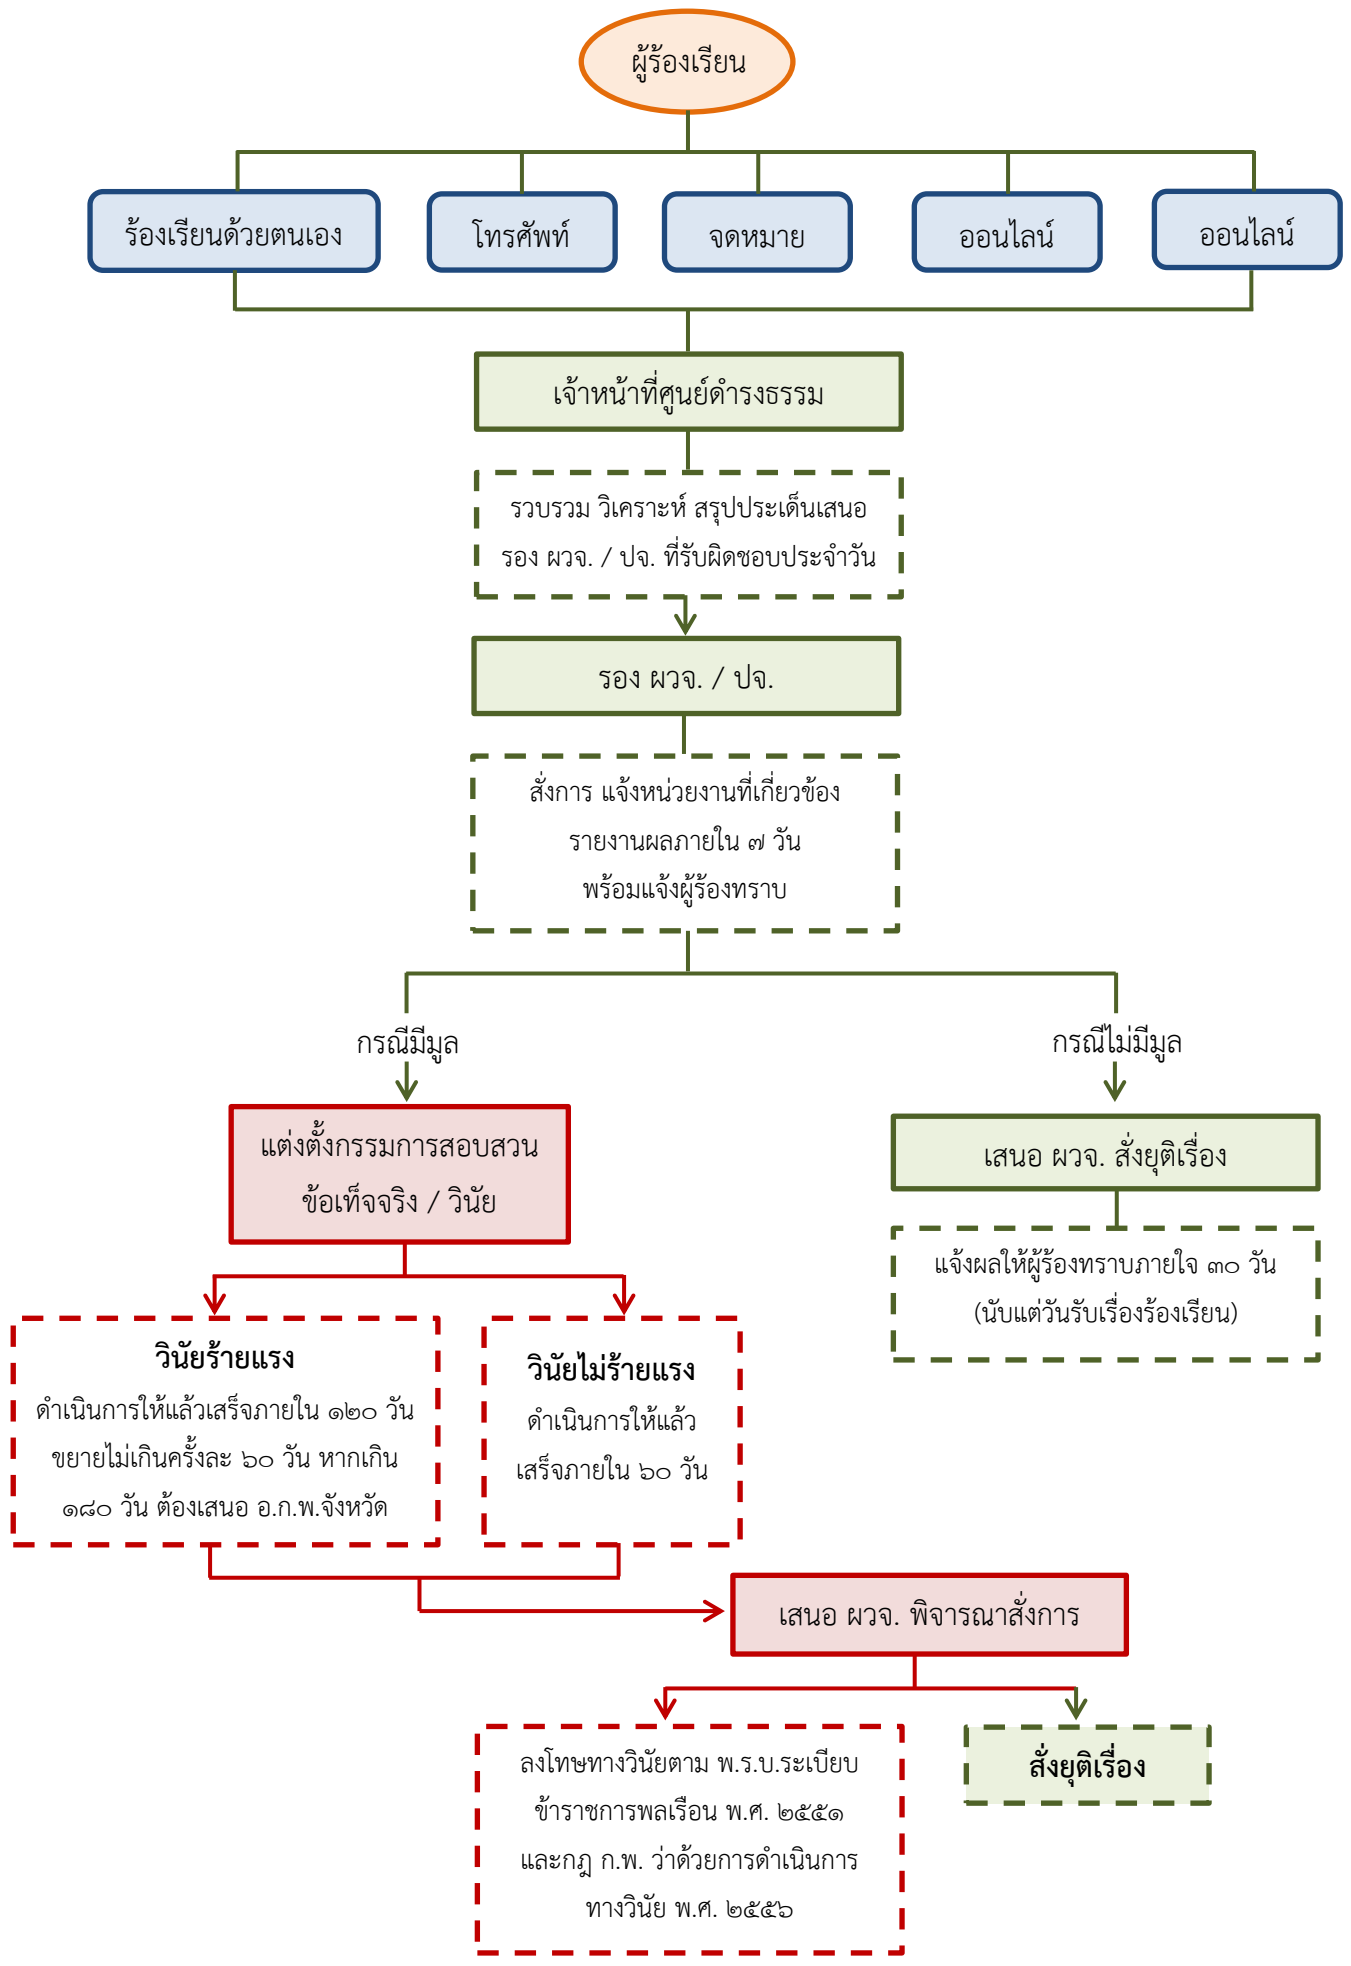 ผู้ร้องเรียน
ร้องเรียนด้วยตนเอง
โทรศัพท์
จดหมาย
ออนไลน์
ออนไลน์
เจ้าหน้าที่ศูนย์ดำรงธรรม
รวบรวม วิเคราะห์ สรุปประเด็นเสนอ
รอง ผวจ. / ปจ. ที่รับผิดชอบประจำวัน
รอง ผวจ. / ปจ.
สั่งการ แจ้งหน่วยงานที่เกี่ยวข้อง
รายงานผลภายใน ๗ วัน
พร้อมแจ้งผู้ร้องทราบ
กรณีมีมูล
กรณีไม่มีมูล
แต่งตั้งกรรมการสอบสวน
ข้อเท็จจริง / วินัย
เสนอ ผวจ. สั่งยุติเรื่อง
แจ้งผลให้ผู้ร้องทราบภายใจ ๓๐ วัน
(นับแต่วันรับเรื่องร้องเรียน)
วินัยร้ายแรง
ดำเนินการให้แล้วเสร็จภายใน ๑๒๐ วัน
ขยายไม่เกินครั้งละ ๖๐ วัน หากเกิน
๑๘๐ วัน ต้องเสนอ อ.ก.พ.จังหวัด
วินัยไม่ร้ายแรง
ดำเนินการให้แล้ว
เสร็จภายใน ๖๐ วัน
เสนอ ผวจ. พิจารณาสั่งการ
ลงโทษทางวินัยตาม พ.ร.บ.ระเบียบ
ข้าราชการพลเรือน พ.ศ. ๒๕๕๑
และกฎ ก.พ. ว่าด้วยการดำเนินการ
ทางวินัย พ.ศ. ๒๕๕๖
สั่งยุติเรื่อง